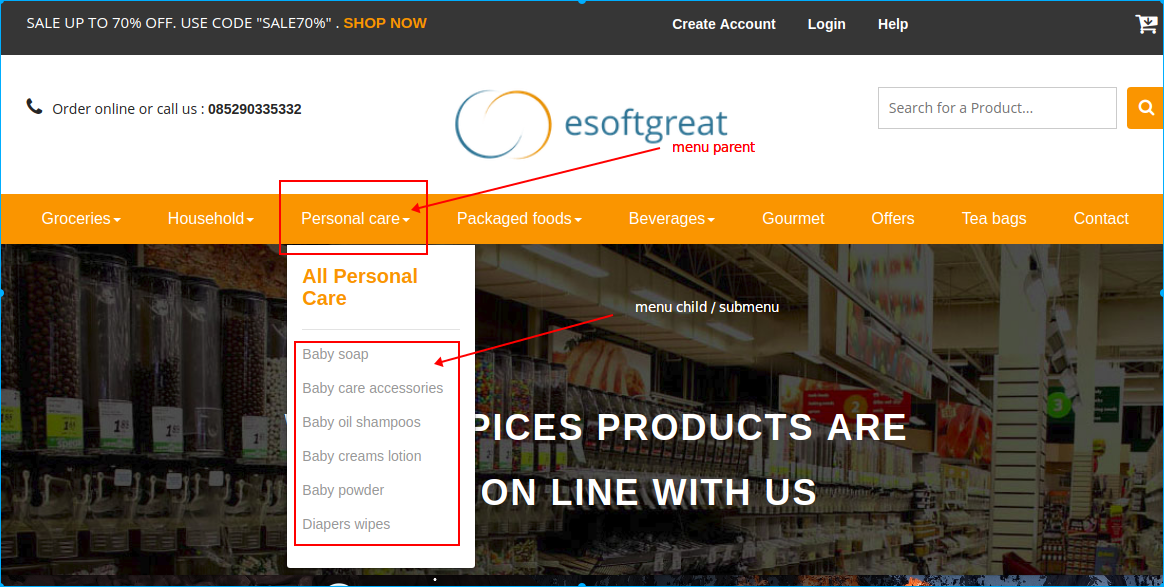 SALE UP TO 70% OFF. USE CODE "SALE70%" . SHOP NOW
Create Account Login Help
Order online or call us : 085290335332
esoftgreat
Search for a Product...
menu parent
Groceries Household Personal care Packaged foods Beverages Gourmet Offers Tea bags Contact
All Personal
Care
menu child / submenu
Baby soap
Baby care accessories
Baby oil shampoos
Baby creams lotion
Baby powder
Diapers wipes
PICES PRODUCTS ARE
ON LINE WITH US
3